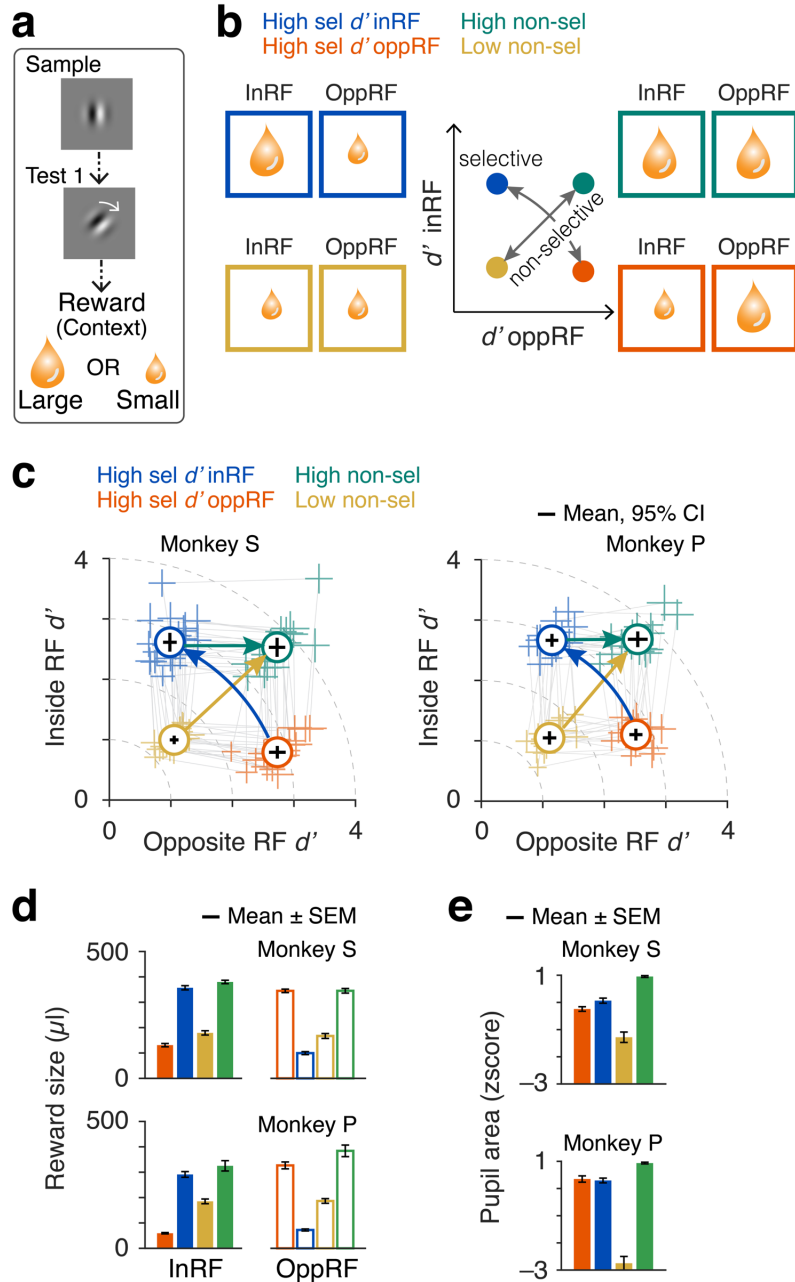 a
Sample
Test 1
Reward
(Context)
OR
Large Small
b
High sel d' inRF High non-sel
High sel d' oppRF Low non-sel
InRF OppRF
InRF OppRF
selective
non-selective
d' inRF
d' oppRF
InRF OppRF
InRF OppRF
c
High sel d' inRF High non-sel
High sel d' oppRF Low non-sel
Mean, 95% CI
Monkey S
4
Inside RF d'
0
0 4
Opposite RF d'
Monkey P
4
Inside RF d'
0
0 4
Opposite RF d'
d
Mean ± SEM
Monkey S
500
0
Monkey P
500
0
Reward size (µl)
InRF OppRF
e
Mean ± SEM
Monkey S
1
−3
Monkey P
1
−3
Pupil area (zscore)